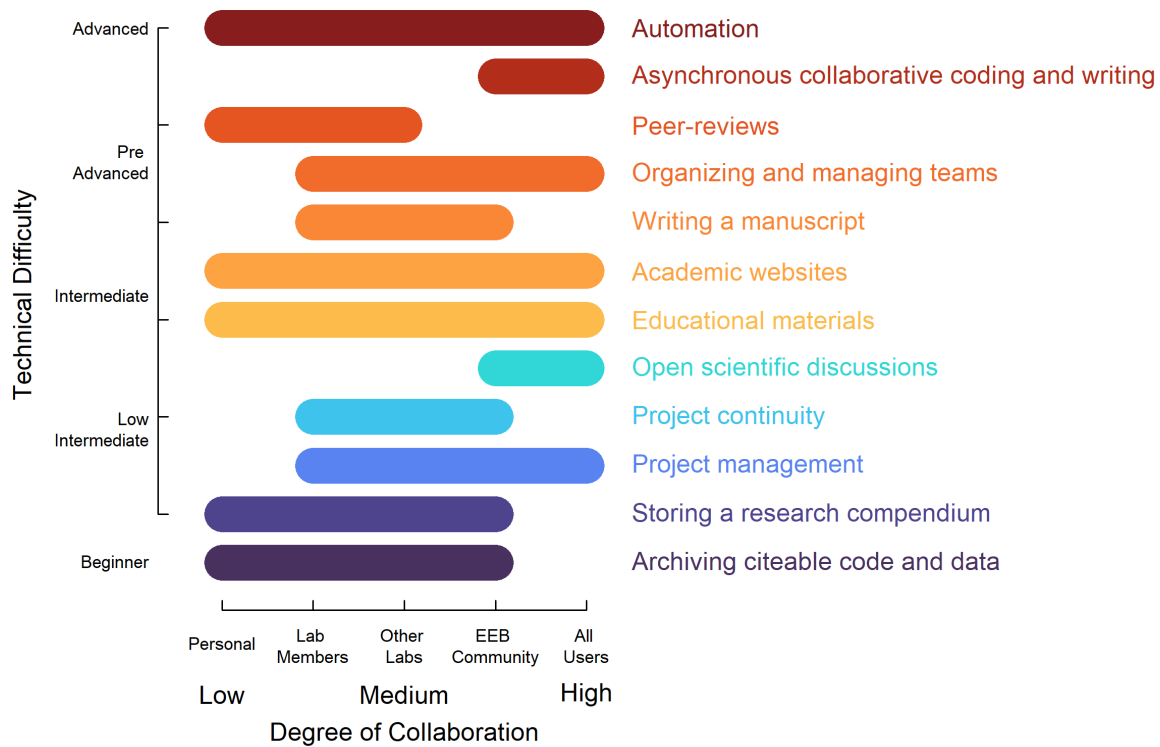 Advanced
Automation
Asynchronous collaborative coding and writing
Peer-reviews
Pre
Advanced
Organizing and managing teams
Writing a manuscript
Technical Difficulty
Academic websites
Intermediate
Educational materials
Open scientific discussions
Low
Intermediate
Project continuity
Project management
Storing a research compendium
Beginner
Archiving citeable code and data
Personal
Lab
Members
Other
Labs
EEB
Community
All
Users
Low
Medium
High
Degree of Collaboration